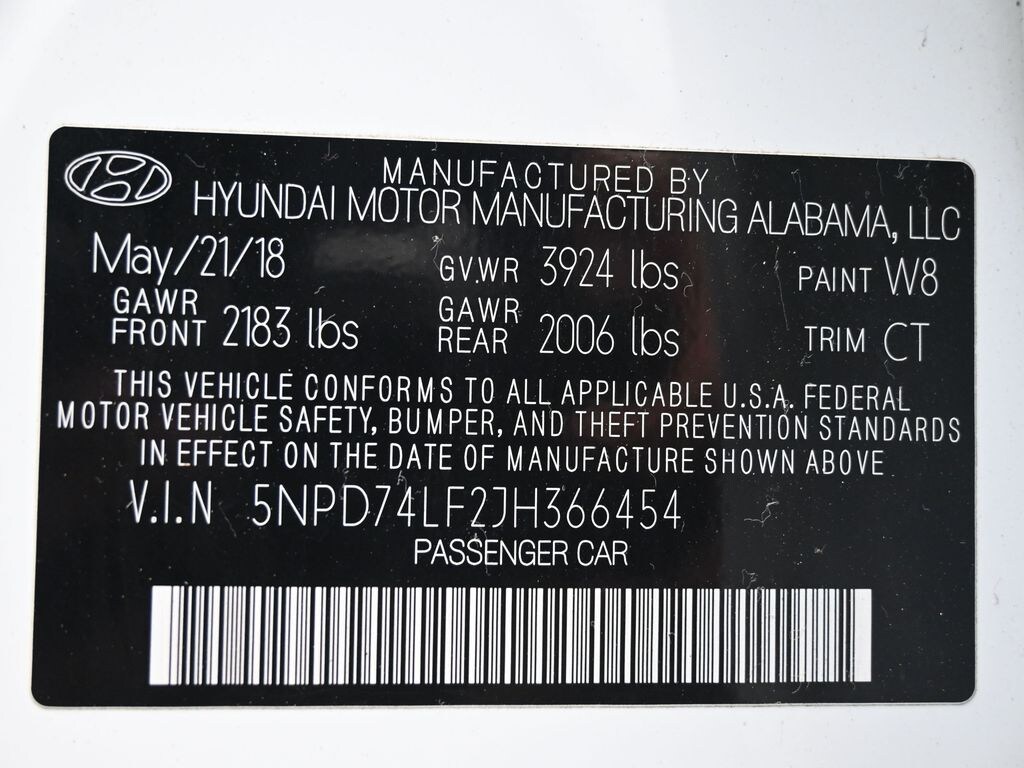 MANUFACTURED BY
HYUNDAI MOTOR MANUFACTURING ALABAMA, LLC
May/21/18 GVWR 3924 lbs PAINT W8
GAWR FRONT 2183 lbs GAWR REAR 2006 lbs TRIM CT
THIS VEHICLE CONFORMS TO ALL APPLICABLE U.S.A. FEDERAL
MOTOR VEHICLE SAFETY, BUMPER, AND THEFT PREVENTION STANDARDS
IN EFFECT ON THE DATE OF MANUFACTURE SHOWN ABOVE
V.I.N 5NPD74LF2JH366454
PASSENGER CAR